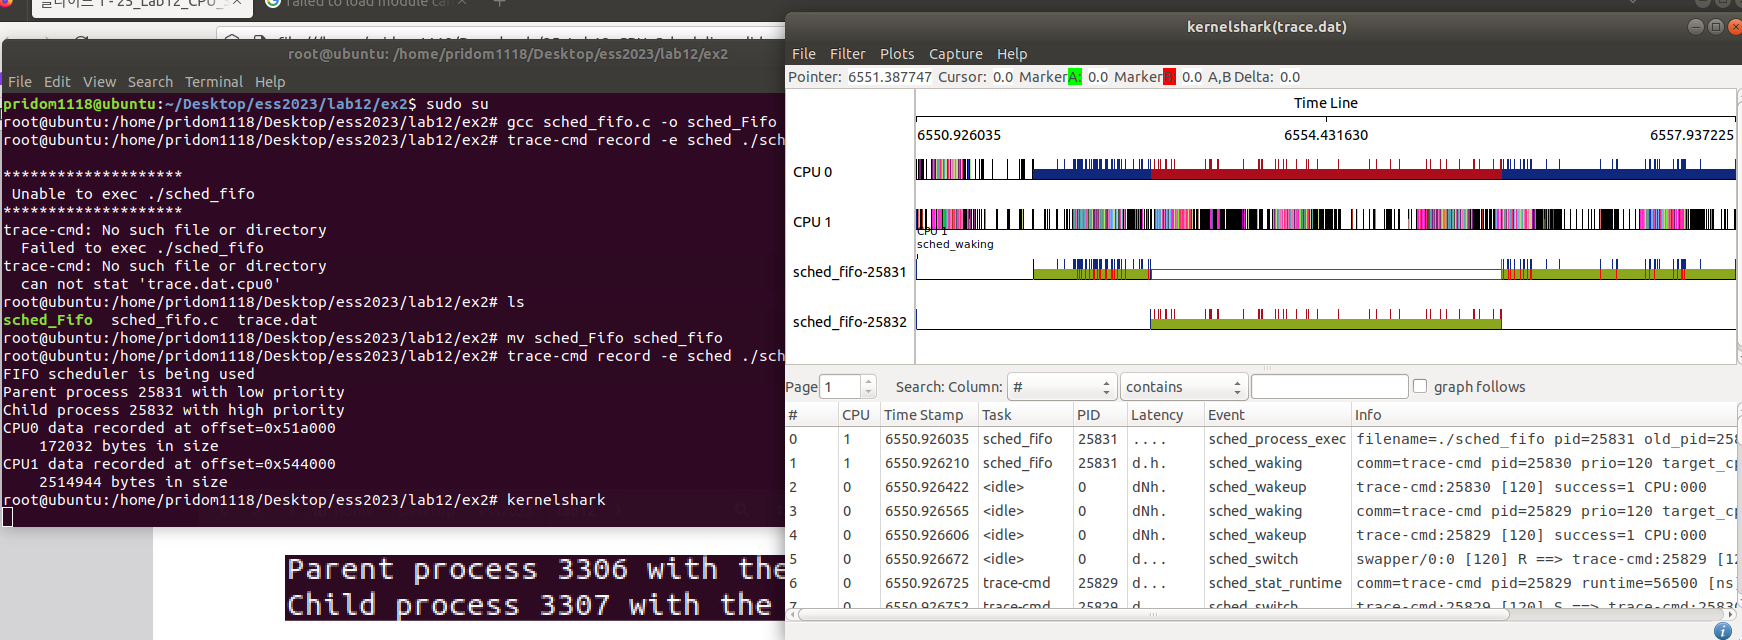 슬라이드 1 - 25_Lab12_CPU_S
failed to load module can
root@ubuntu: /home/pridom1118/Desktop/ess2023/lab12/ex2
File Edit View Search Terminal Help
pridom1118@ubuntu:~/Desktop/ess2023/lab12/ex2$ sudo su
root@ubuntu:/home/pridom1118/Desktop/ess2023/lab12/ex2# gcc sched_fifo.c -o sched_Fifo
root@ubuntu:/home/pridom1118/Desktop/ess2023/lab12/ex2# trace-cmd record -e sched ./sch
********************
Unable to exec ./sched_fifo
********************
trace-cmd: No such file or directory
Failed to exec ./sched_fifo
trace-cmd: No such file or directory
can not stat 'trace.dat.cpu0'
root@ubuntu:/home/pridom1118/Desktop/ess2023/lab12/ex2# ls
sched_Fifo sched_fifo.c trace.dat
root@ubuntu:/home/pridom1118/Desktop/ess2023/lab12/ex2# mv sched_Fifo sched_fifo
root@ubuntu:/home/pridom1118/Desktop/ess2023/lab12/ex2# trace-cmd record -e sched ./sch
FIFO scheduler is being used
Parent process 25831 with low priority
Child process 25832 with high priority
CPU0 data recorded at offset=0x51a000
172032 bytes in size
CPU1 data recorded at offset=0x544000
2514944 bytes in size
root@ubuntu:/home/pridom1118/Desktop/ess2023/lab12/ex2# kernelshark
Parent process 3306 with the
Child process 3307 with the
kernelshark(trace.dat)
File Filter Plots Capture Help
Pointer: 6551.387747 Cursor: 0.0 MarkerA: 0.0 MarkerB: 0.0 A,B Delta: 0.0
Time Line
6550.926035 6554.431630 6557.937225
CPU 0
CPU 1
CPU 1
sched_waking
sched_fifo-25831
sched_fifo-25832
Page 1 Search: Column: # contains graph follows
# CPU Time Stamp Task PID Latency Event Info
0 1 6550.926035 sched_fifo 25831 .... sched_process_exec filename=./sched_fifo pid=25831 old_pid=258
1 1 6550.926210 sched_fifo 25831 d.h. sched_waking comm=trace-cmd pid=25830 prio=120 target_cp
2 0 6550.926422 <idle> 0 dNh. sched_wakeup trace-cmd:25830 [120] success=1 CPU:000
3 0 6550.926565 <idle> 0 dNh. sched_waking comm=trace-cmd pid=25829 prio=120 target_cp
4 0 6550.926606 <idle> 0 dNh. sched_wakeup trace-cmd:25829 [120] success=1 CPU:000
5 0 6550.926672 <idle> 0 d... sched_switch swapper/0:0 [120] R ==> trace-cmd:25829 [12
6 0 6550.926725 trace-cmd 25829 d... sched_stat_runtime comm=trace-cmd pid=25829 runtime=56500 [ns
7 0 6550.926752 trace-cmd 25829 d... sched_switch trace-cmd:25829 [120] S ==> trace-cmd:25830